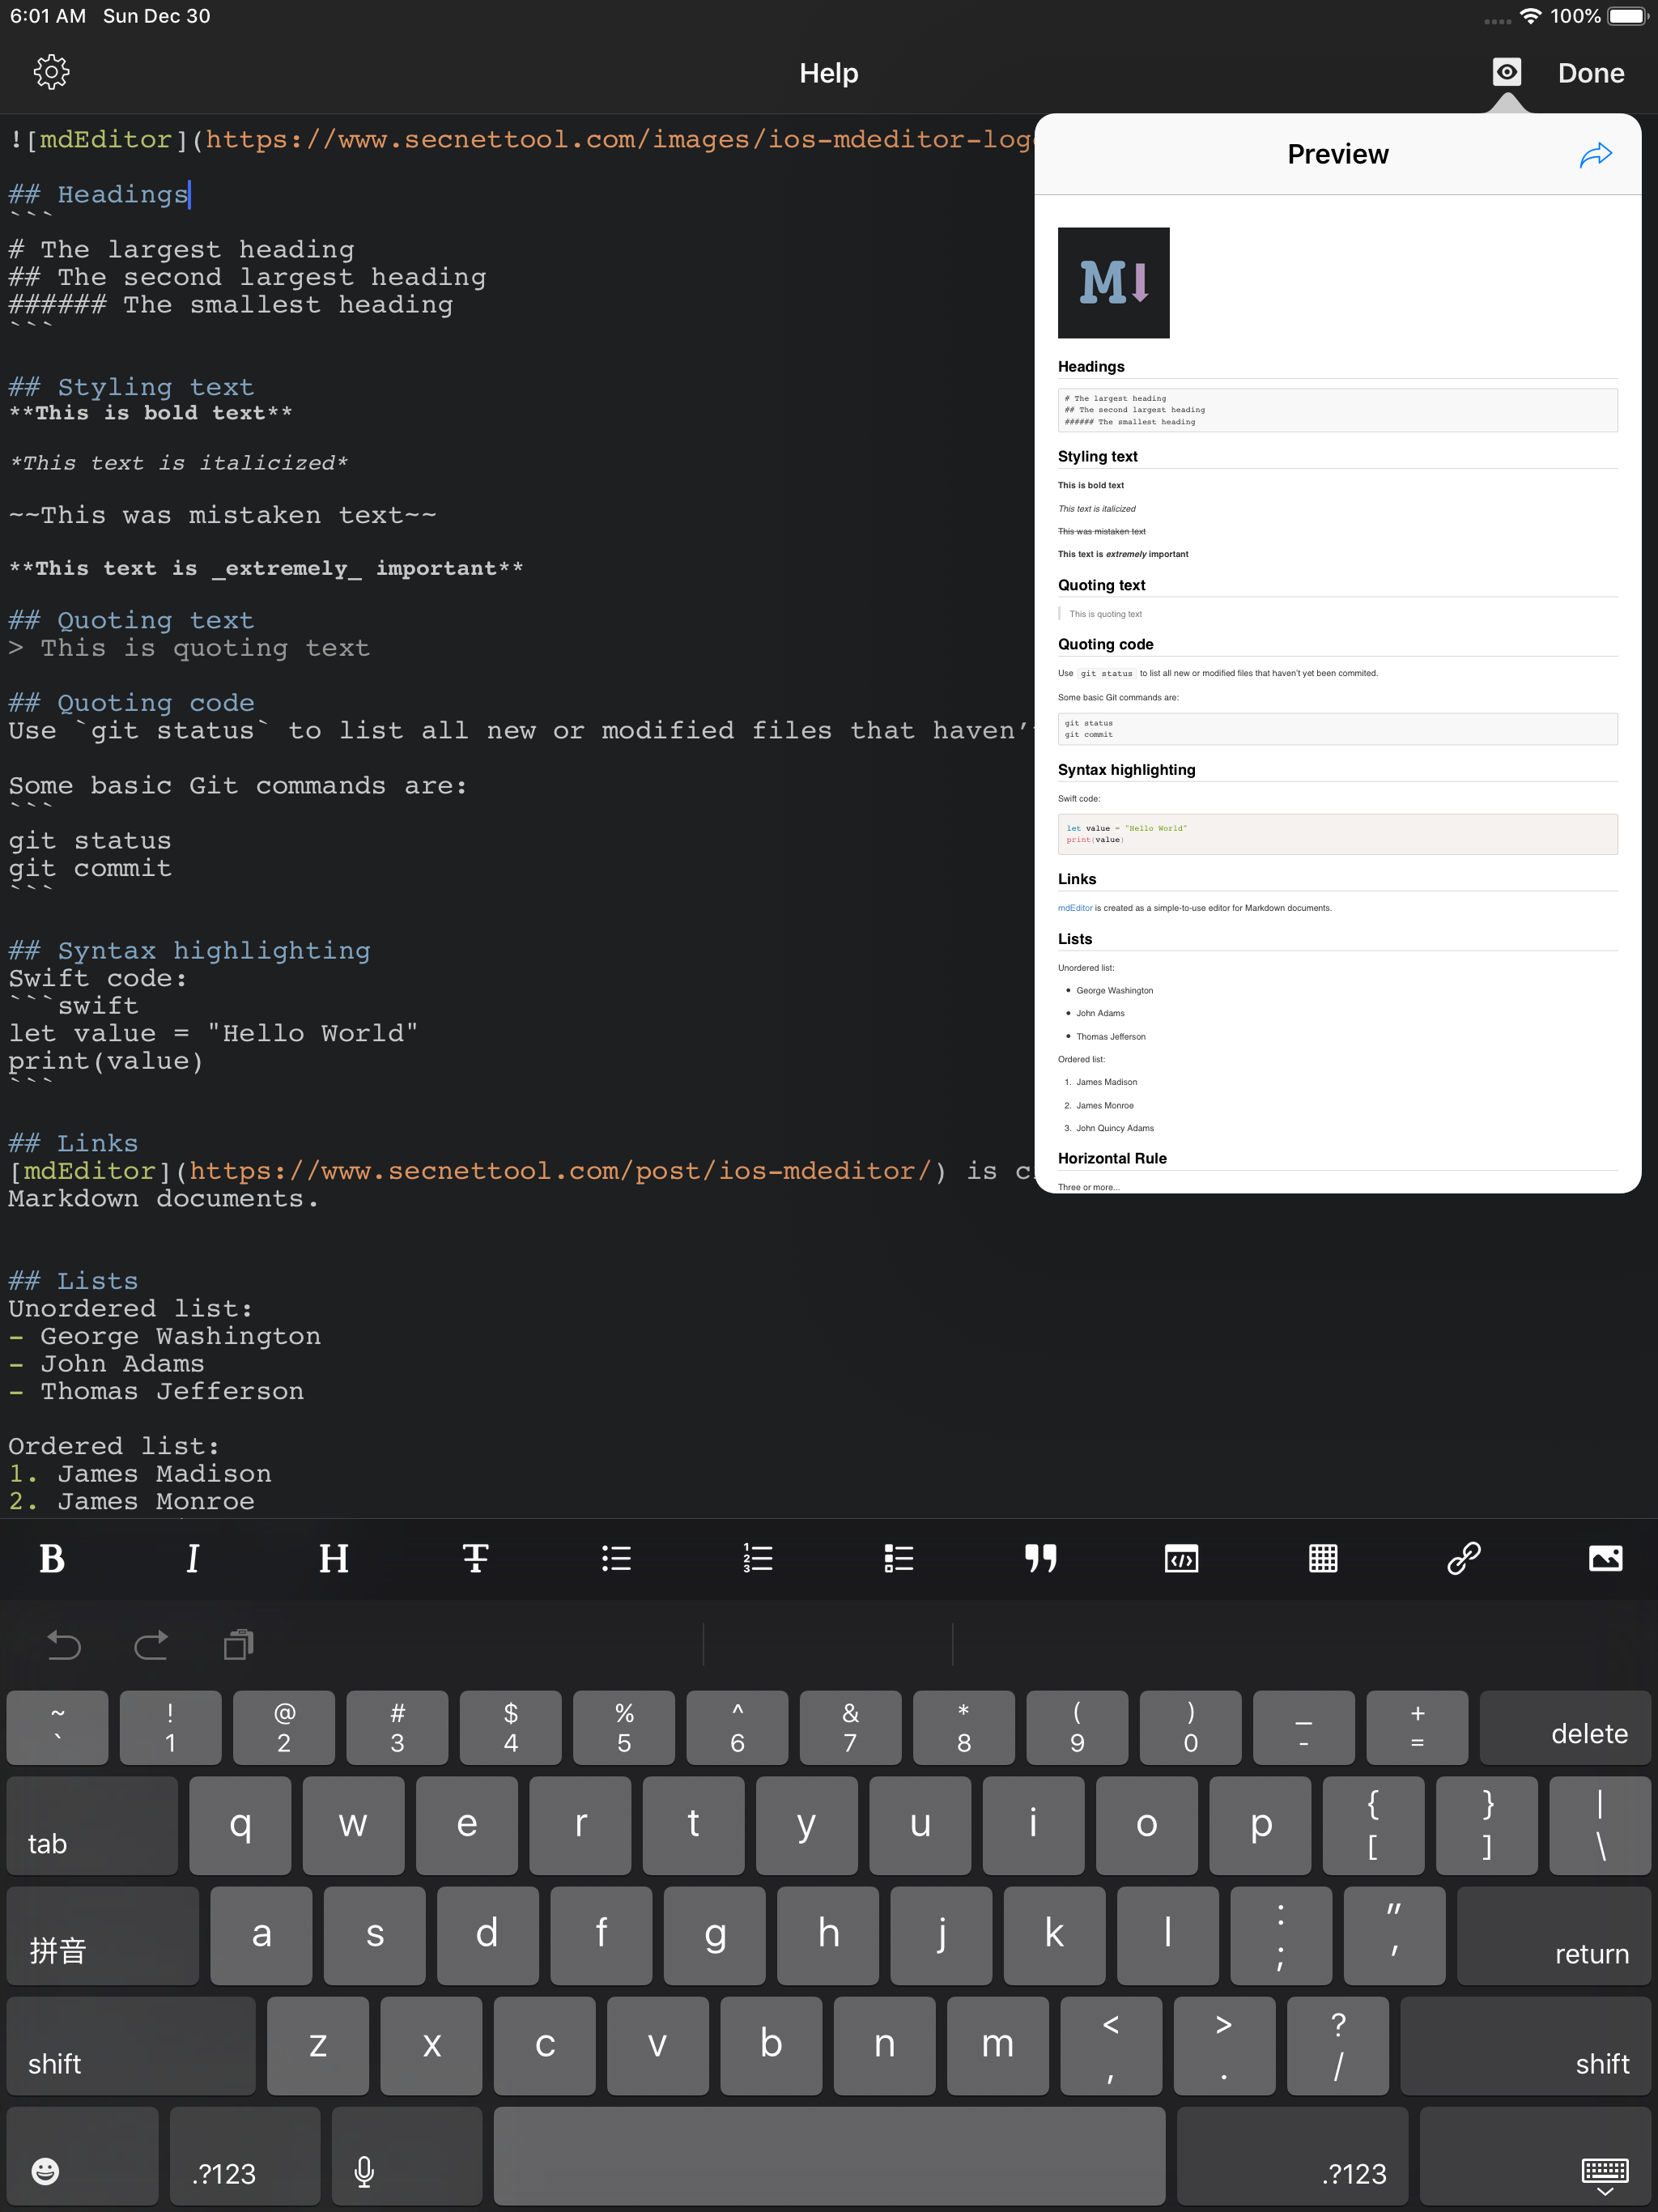 6:01 AM Sun Dec 30
100%
Help
Done
![mdEditor](https://www.secnettool.com/images/ios-mdeditor-log
## Headings
```
# The largest heading
## The second largest heading
###### The smallest heading
```
## Styling text
**This is bold text**
*This text is italicized*
~~This was mistaken text~~
**This text is _extremely_ important**
## Quoting text
> This is quoting text
## Quoting code
Use `git status` to list all new or modified files that haven’
Some basic Git commands are:
```
git status
git commit
```
## Syntax highlighting
Swift code:
```swift
let value = "Hello World"
print(value)
```
## Links
[mdEditor](https://www.secnettool.com/post/ios-mdeditor/) is c
Markdown documents.
## Lists
Unordered list:
- George Washington
- John Adams
- Thomas Jefferson
Ordered list:
1. James Madison
2. James Monroe
Preview
M
Headings
# The largest heading
## The second largest heading
###### The smallest heading
Styling text
This is bold text
This text is italicized
This was mistaken text
This text is extremely important
Quoting text
This is quoting text
Quoting code
Use git status to list all new or modified files that haven't yet been commited.
Some basic Git commands are:
git status
git commit
Syntax highlighting
Swift code:
let value = "Hello World"
print(value)
Links
mdEditor is created as a simple-to-use editor for Markdown documents.
Lists
Unordered list:
• George Washington
• John Adams
• Thomas Jefferson
Ordered list:
1. James Madison
2. James Monroe
3. John Quincy Adams
Horizontal Rule
Three or more...
B I H T
~ ! @ # $ % ^ & * ( ) _ +
` 1 2 3 4 5 6 7 8 9 0 - = delete
tab q w e r t y u i o p { [ } ] | \
拼音 a s d f g h j k l : ; " ' return
shift z x c v b n m < , > . ? / shift
.?123 .?123